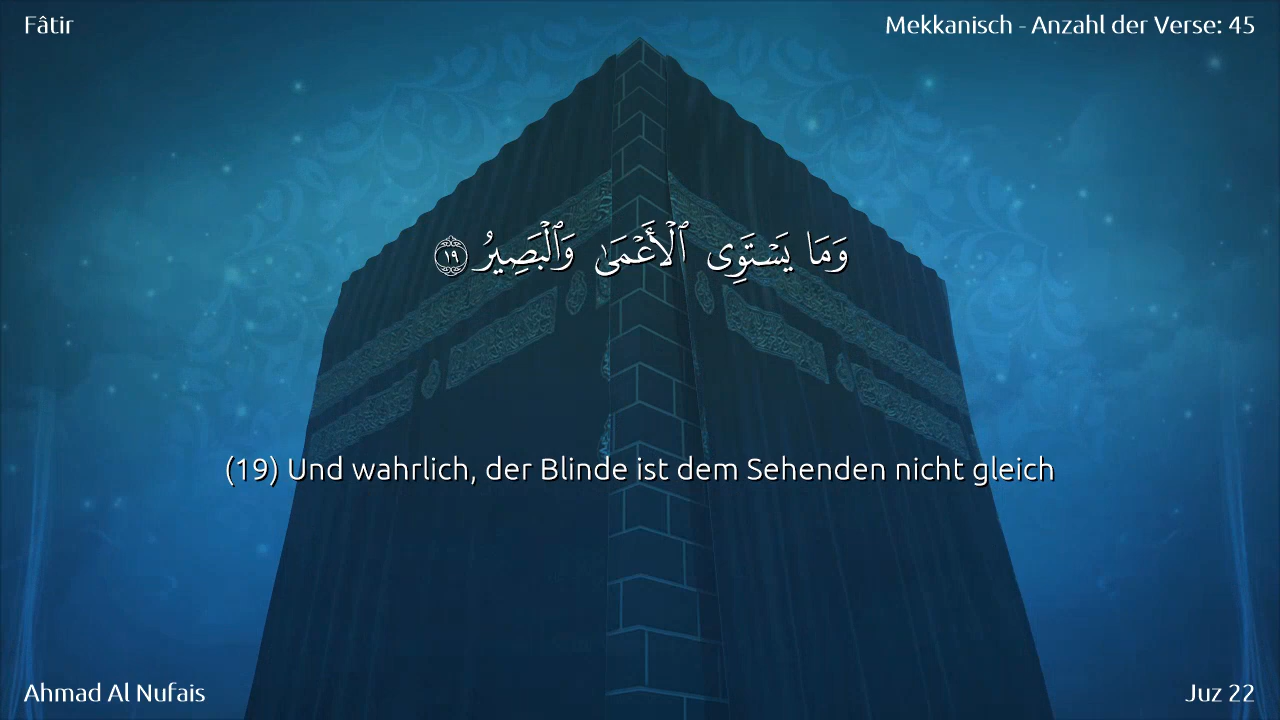 Fâtir
Mekkanisch - Anzahl der Verse: 45
وَمَا يَسْتَوِى ٱلْأَعْمَىٰ وَٱلْبَصِيرُ ١٩
(19) Und wahrlich, der Blinde ist dem Sehenden nicht gleich
Ahmad Al Nufais
Juz 22